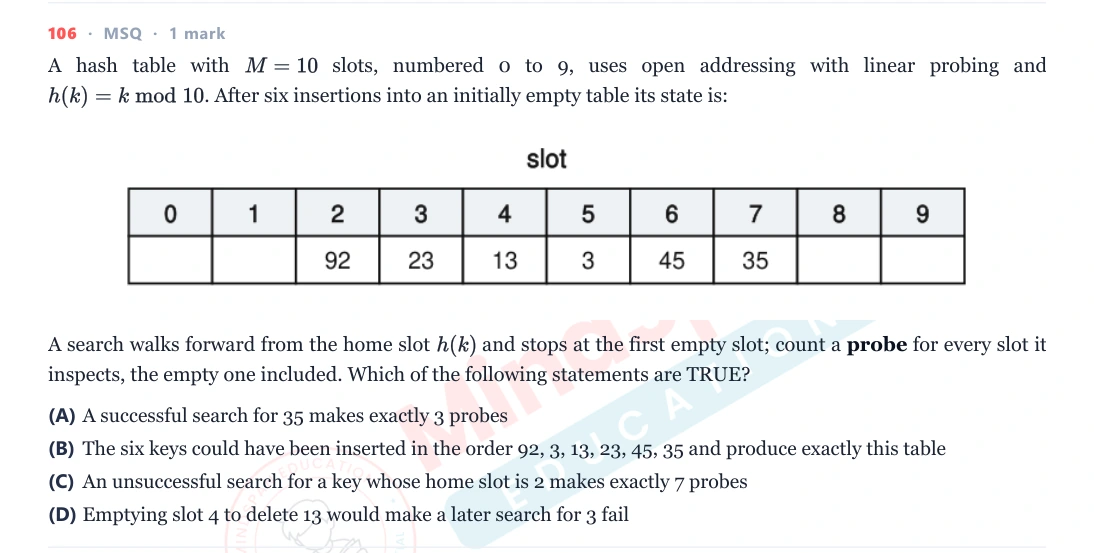 106 · MSQ · 1 mark
A hash table with M = 10 slots, numbered 0 to 9, uses open addressing with linear probing and
h(k) = k mod 10. After six insertions into an initially empty table its state is:
slot
0 1 2 3 4 5 6 7 8 9
92 23 13 3 45 35
A search walks forward from the home slot h(k) and stops at the first empty slot; count a probe for every slot it
inspects, the empty one included. Which of the following statements are TRUE?
(A) A successful search for 35 makes exactly 3 probes
(B) The six keys could have been inserted in the order 92, 3, 13, 23, 45, 35 and produce exactly this table
(C) An unsuccessful search for a key whose home slot is 2 makes exactly 7 probes
(D) Emptying slot 4 to delete 13 would make a later search for 3 fail